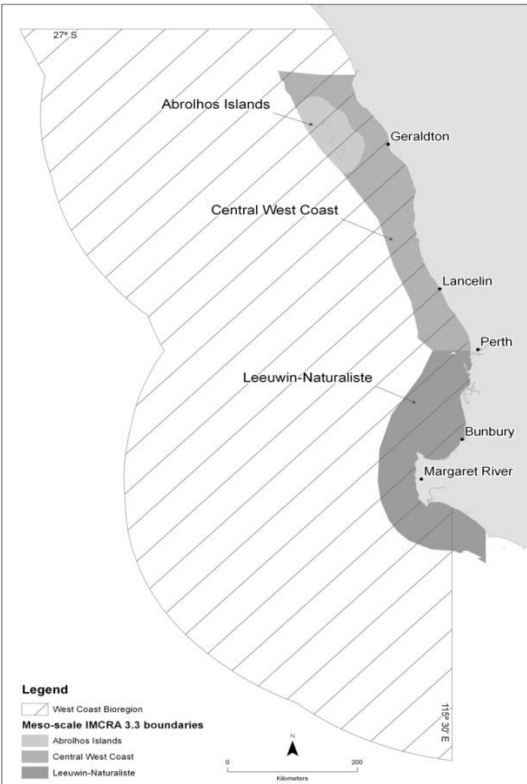 27° S
Abrolhos Islands
Geraldton
Central West Coast
Lancelin
Perth
Leeuwin-Naturaliste
Bunbury
Margaret River
115° 30' E
Legend
West Coast Bioregion
Meso-scale IMCRA 3.3 boundaries
Abrolhos Islands
Central West Coast
Leeuwin-Naturaliste
N
0 200
Kilometers